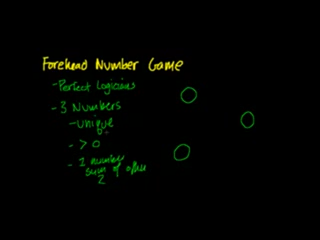 Forehead Number Game
- Perfect Logicians
- 3 Numbers
- unique
- > 0
- 1 number
sum of other
2